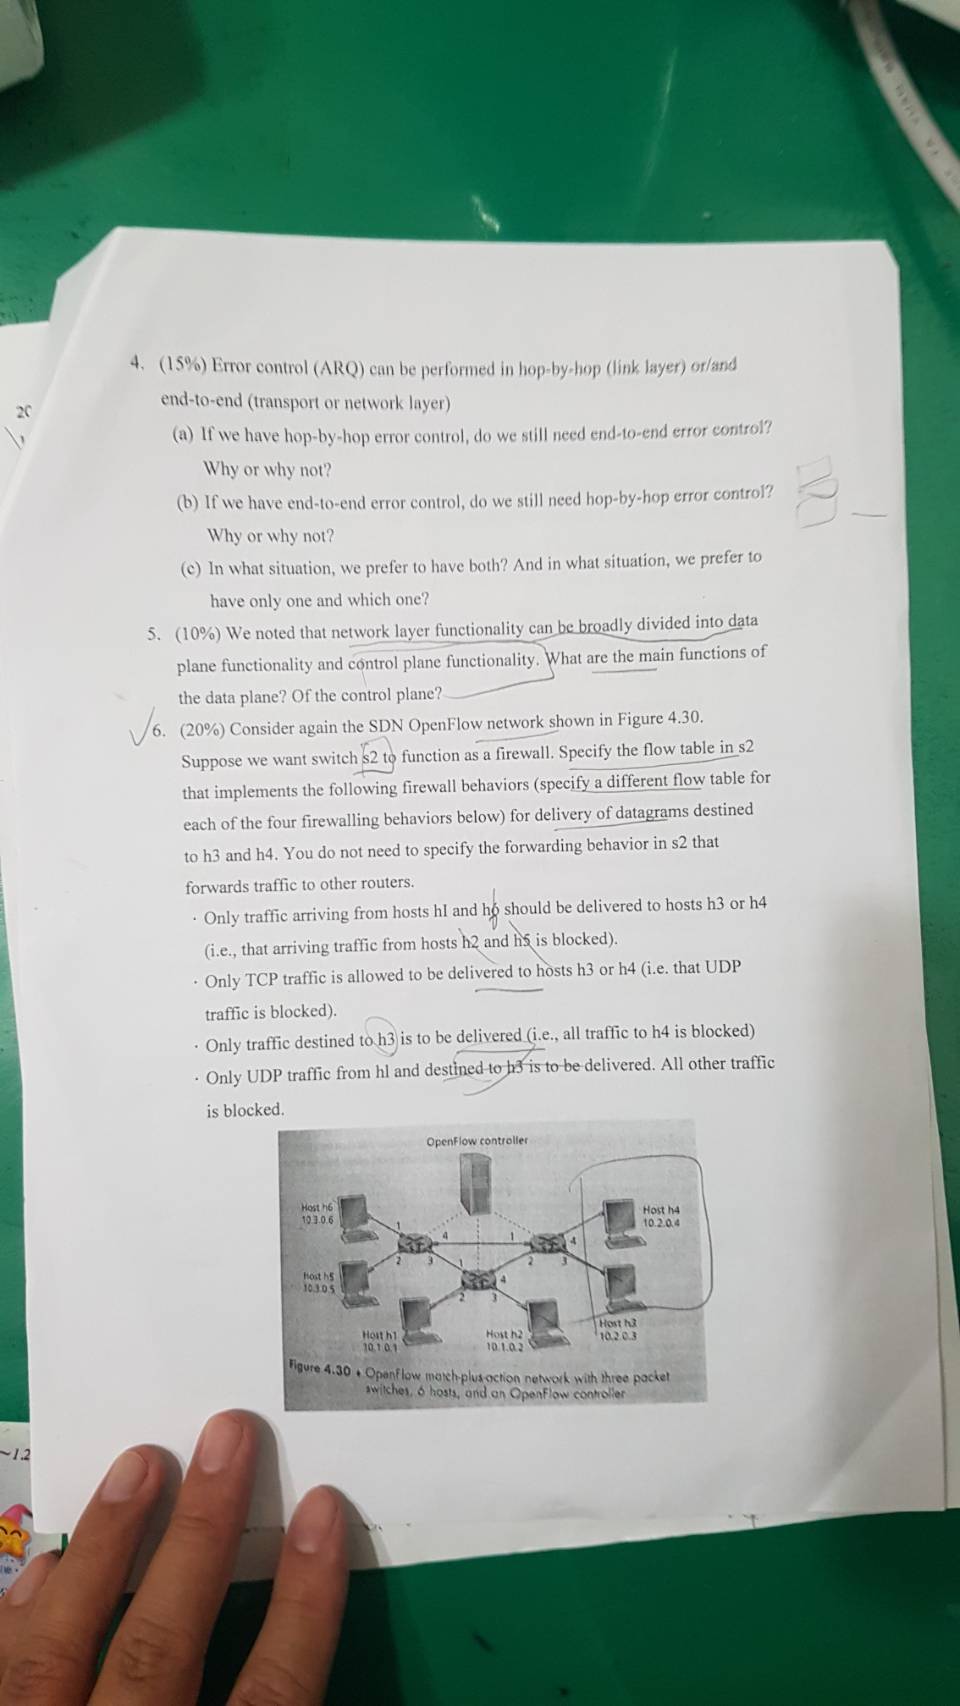 4. (15%) Error control (ARQ) can be performed in hop-by-hop (link layer) or/and
end-to-end (transport or network layer)
(a) If we have hop-by-hop error control, do we still need end-to-end error control?
Why or why not?
(b) If we have end-to-end error control, do we still need hop-by-hop error control?
Why or why not?
(c) In what situation, we prefer to have both? And in what situation, we prefer to
have only one and which one?
5. (10%) We noted that network layer functionality can be broadly divided into data
plane functionality and control plane functionality. What are the main functions of
the data plane? Of the control plane?
6. (20%) Consider again the SDN OpenFlow network shown in Figure 4.30.
Suppose we want switch s2 to function as a firewall. Specify the flow table in s2
that implements the following firewall behaviors (specify a different flow table for
each of the four firewalling behaviors below) for delivery of datagrams destined
to h3 and h4. You do not need to specify the forwarding behavior in s2 that
forwards traffic to other routers.
· Only traffic arriving from hosts hI and h6 should be delivered to hosts h3 or h4
(i.e., that arriving traffic from hosts h2 and h5 is blocked).
· Only TCP traffic is allowed to be delivered to hosts h3 or h4 (i.e. that UDP
traffic is blocked).
· Only traffic destined to h3 is to be delivered (i.e., all traffic to h4 is blocked)
· Only UDP traffic from hl and destined to h3 is to be delivered. All other traffic
is blocked.
OpenFlow controller
Host h6
10.3.0.6
Host h4
10.2.0.4
1
4
1
4
2
3
1
2
3
4
2
3
Host h5
10.3.0.5
Host h3
10.2.0.3
Host h1
10.1.0.1
Host h2
10.1.0.2
Figure 4.30 ♦ OpenFlow match-plus-action network with three packet
switches, 6 hosts, and an OpenFlow controller
20
~1.2